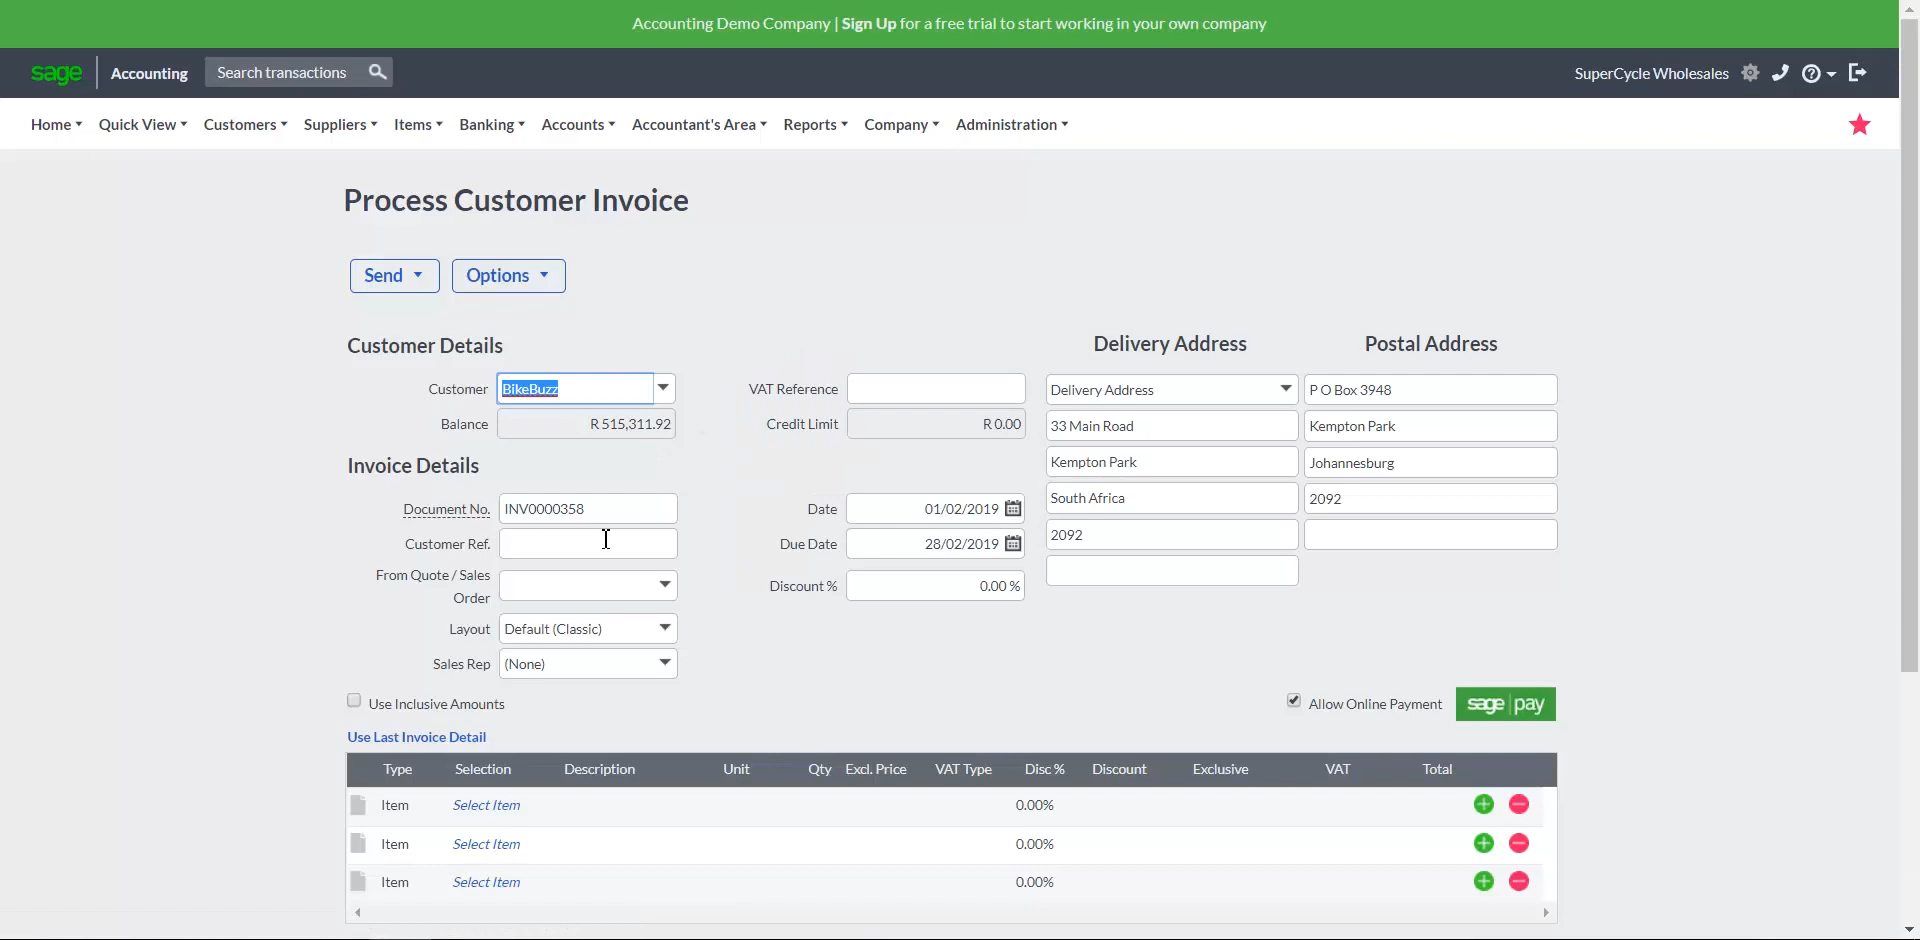 Accounting Demo Company | Sign Up for a free trial to start working in your own company
sage Accounting Search transactions SuperCycle Wholesales
Home Quick View Customers Suppliers Items Banking Accounts Accountant's Area Reports Company Administration
Process Customer Invoice
Send Options
Customer Details Delivery Address Postal Address
Customer BikeBuzz VAT Reference Delivery Address P O Box 3948
Balance R 515,311.92 Credit Limit R 0.00 33 Main Road Kempton Park
Invoice Details Kempton Park Johannesburg
Document No. INV0000358 Date 01/02/2019 South Africa 2092
Customer Ref. Due Date 28/02/2019 2092
From Quote / Sales
Order Discount % 0.00 %
Layout Default (Classic)
Sales Rep (None)
Use Inclusive Amounts Allow Online Payment sage pay
Use Last Invoice Detail
Type Selection Description Unit Qty Excl. Price VAT Type Disc % Discount Exclusive VAT Total
Item Select Item 0.00%
Item Select Item 0.00%
Item Select Item 0.00%